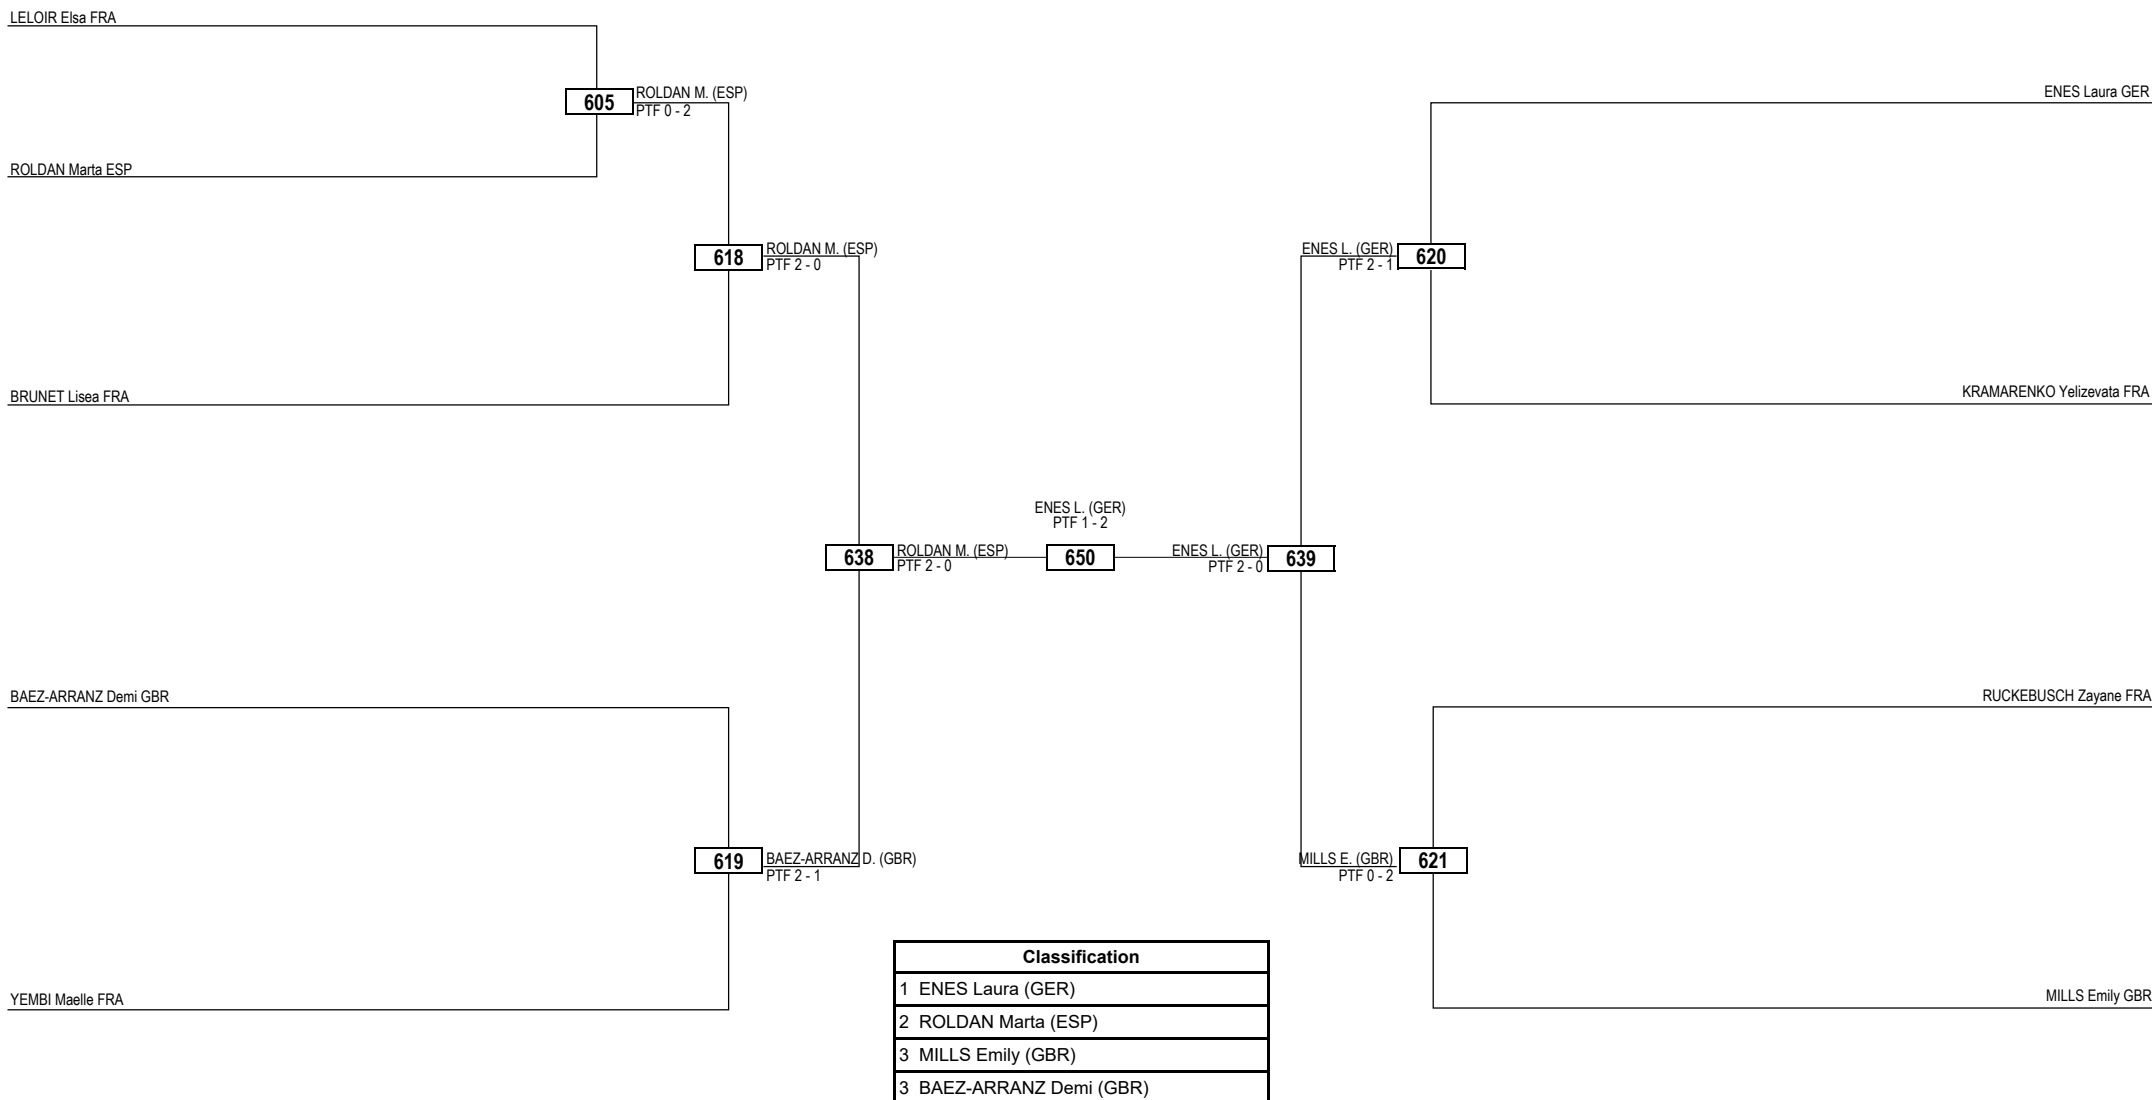 LELOIR Elsa FRA
605
ROLDAN M. (ESP)
PTF 0 - 2
ROLDAN Marta ESP
618
ROLDAN M. (ESP)
PTF 2 - 0
BRUNET Lisea FRA
638
ROLDAN M. (ESP)
PTF 2 - 0
BAEZ-ARRANZ Demi GBR
619
BAEZ-ARRANZ D. (GBR)
PTF 2 - 1
YEMBI Maelle FRA
ENES L. (GER)
PTF 1 - 2
650
ENES Laura GER
ENES L. (GER)
PTF 2 - 1
620
KRAMARENKO Yelizevata FRA
ENES L. (GER)
PTF 2 - 0
639
RUCKEBUSCH Zayane FRA
MILLS E. (GBR)
PTF 0 - 2
621
MILLS Emily GBR
Classification
1 ENES Laura (GER)
2 ROLDAN Marta (ESP)
3 MILLS Emily (GBR)
3 BAEZ-ARRANZ Demi (GBR)